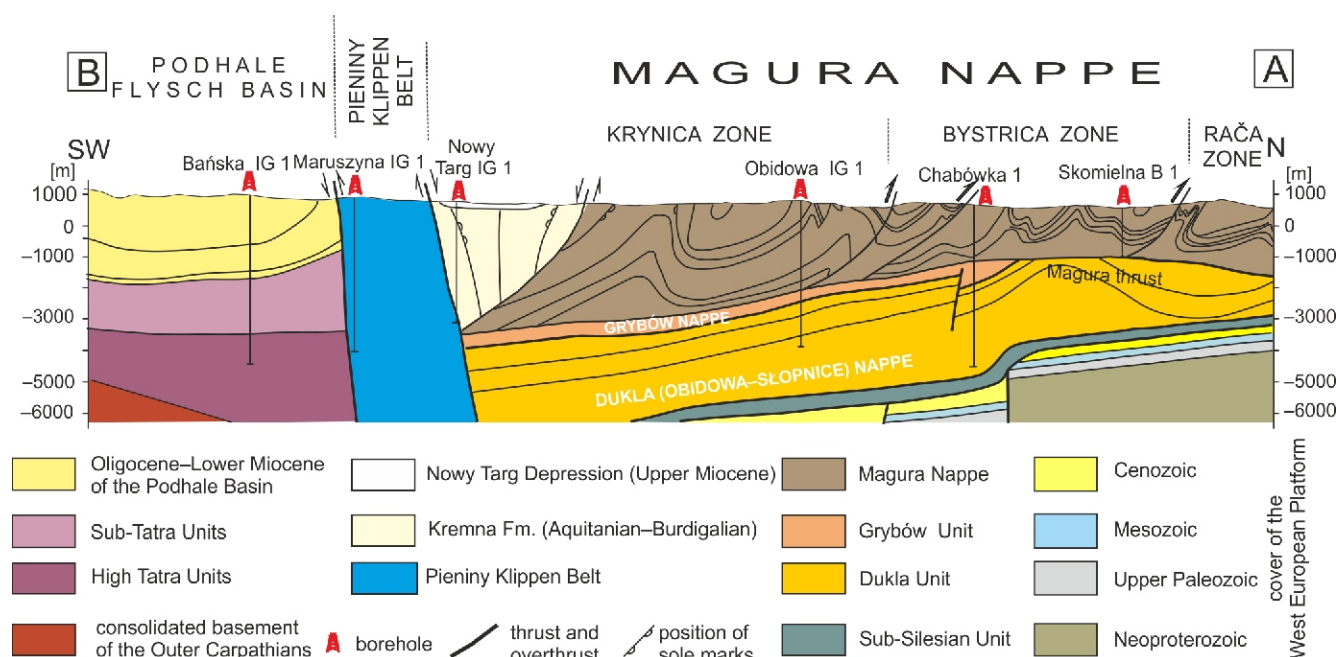 B
PODHALE
FLYSCH BASIN
PIENINY
KLIPPEN
BELT
MAGURA NAPPE
A
SW
KRYNICA ZONE
BYSTRICA ZONE
RAČA
ZONE
N
[m]
Bańska IG 1
Maruszyna IG 1
Nowy
Targ IG 1
Obidowa IG 1
Chabówka 1
Skomielna B 1
[m]
1000
0
–1000
–3000
–5000
–6000
1000
0
–1000
–3000
–5000
–6000
Magura thrust
GRYBÓW NAPPE
DUKLA (OBIDOWA–SŁOPNICE) NAPPE
Oligocene–Lower Miocene
of the Podhale Basin
Sub-Tatra Units
High Tatra Units
consolidated basement
of the Outer Carpathians
Nowy Targ Depression (Upper Miocene)
Kremna Fm. (Aquitanian–Burdigalian)
Pieniny Klippen Belt
borehole
thrust and
overthrust
position of
sole marks
Magura Nappe
Grybów Unit
Dukla Unit
Sub-Silesian Unit
Cenozoic
Mesozoic
Upper Paleozoic
Neoproterozoic
cover of the
West European Platform